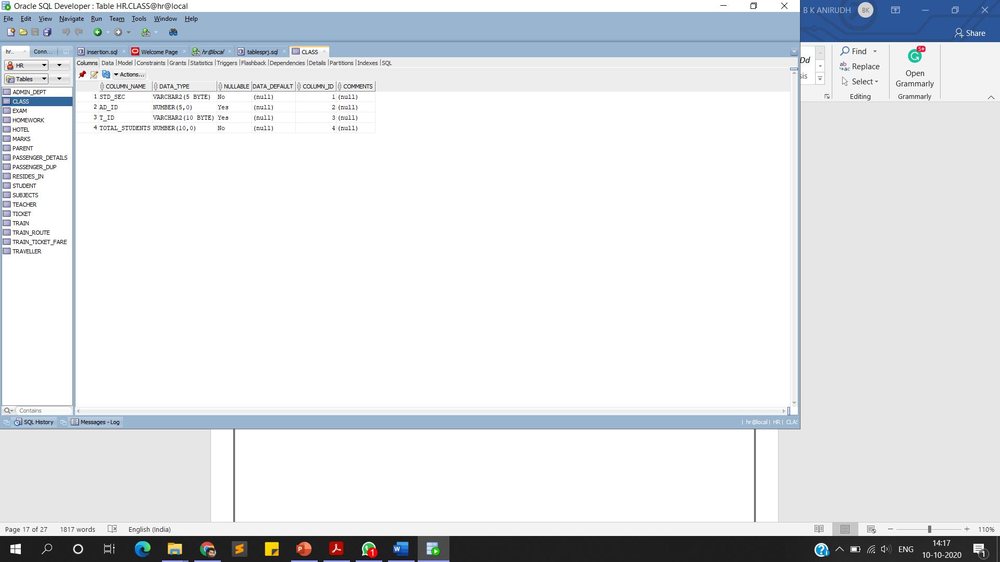 Oracle SQL Developer : Table HR.CLASS@hr@local
B K ANIRUDH BK
File Edit View Navigate Run Team Tools Window Help
Share
hr.. Conn... insertion.sql Welcome Page hr@local tablesprj.sql CLASS
HR
Tables
Columns Data Model Constraints Grants Statistics Triggers Flashback Dependencies Details Partitions Indexes SQL
Actions...
COLUMN_NAME DATA_TYPE NULLABLE DATA_DEFAULT COLUMN_ID COMMENTS
1 STD_SEC VARCHAR2(5 BYTE) No (null) 1 (null)
2 AD_ID NUMBER(5,0) Yes (null) 2 (null)
3 T_ID VARCHAR2(10 BYTE) Yes (null) 3 (null)
4 TOTAL_STUDENTS NUMBER(10,0) No (null) 4 (null)
ADMIN_DEPT
CLASS
EXAM
HOMEWORK
HOTEL
MARKS
PARENT
PASSENGER_DETAILS
PASSENGER_DUP
RESIDES_IN
STUDENT
SUBJECTS
TEACHER
TICKET
TRAIN
TRAIN_ROUTE
TRAIN_TICKET_FARE
TRAVELLER
Contains
SQL History Messages - Log
| hr@local | HR | CLAS
Dd
sis
Find
Replace
Select
Editing
5+
Open
Grammarly
Grammarly
Page 17 of 27 1817 words English (India) 110%
1
ENG
14:17
10-10-2020
1